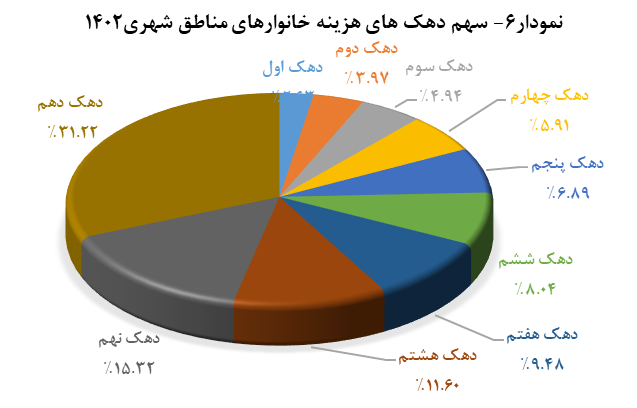 نمودار۶- سهم دهک های هزینه خانوارهای مناطق شهری۱۴۰۲
دهک اول
دهک دوم
٪۳.۹۷
دهک سوم
٪۴.۹۴
دهک چهارم
٪۵.۹۱
دهک پنجم
٪۶.۸۹
دهک ششم
٪۸.۰۴
دهک هفتم
٪۹.۴۸
دهک هشتم
٪۱۱.۶۰
دهک نهم
٪۱۵.۳۲
دهک دهم
٪۳۱.۲۲